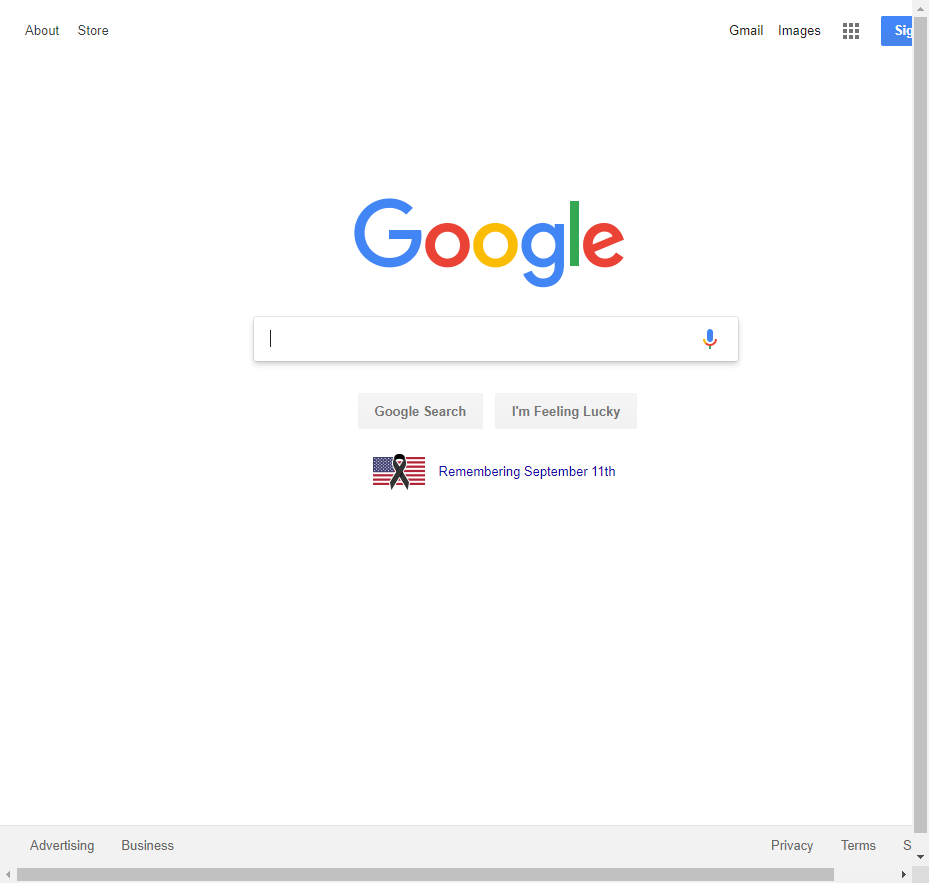 About Store Gmail Images Sig
Google
Google Search I'm Feeling Lucky
Remembering September 11th
Advertising Business Privacy Terms S